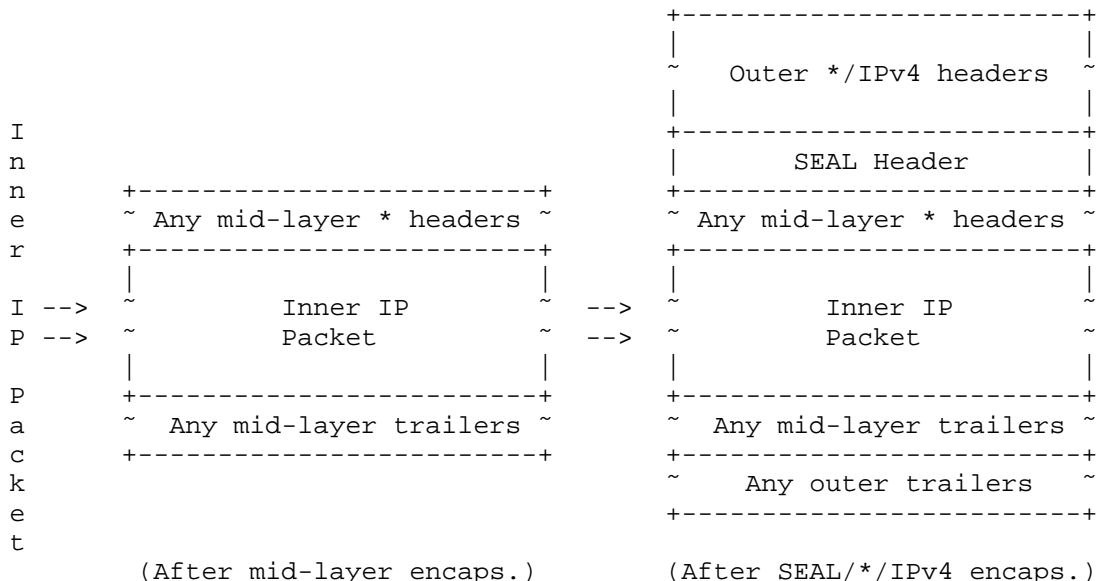 +-------------------------+
|                         |
~   Outer */IPv4 headers  ~
|                         |
I                                       +-------------------------+
n                                       |       SEAL Header       |
n       +-------------------------+     +-------------------------+
e       ~ Any mid-layer * headers ~     ~ Any mid-layer * headers ~
r       +-------------------------+     +-------------------------+
        |                         |     |                         |
I -->   ~         Inner IP        ~ --> ~         Inner IP        ~
P -->   ~         Packet          ~ --> ~         Packet          ~
        |                         |     |                         |
P       +-------------------------+     +-------------------------+
a       ~  Any mid-layer trailers ~     ~  Any mid-layer trailers ~
c       +-------------------------+     +-------------------------+
k                                       ~    Any outer trailers   ~
e                                       +-------------------------+
t
(After mid-layer encaps.)     (After SEAL/*/IPv4 encaps.)